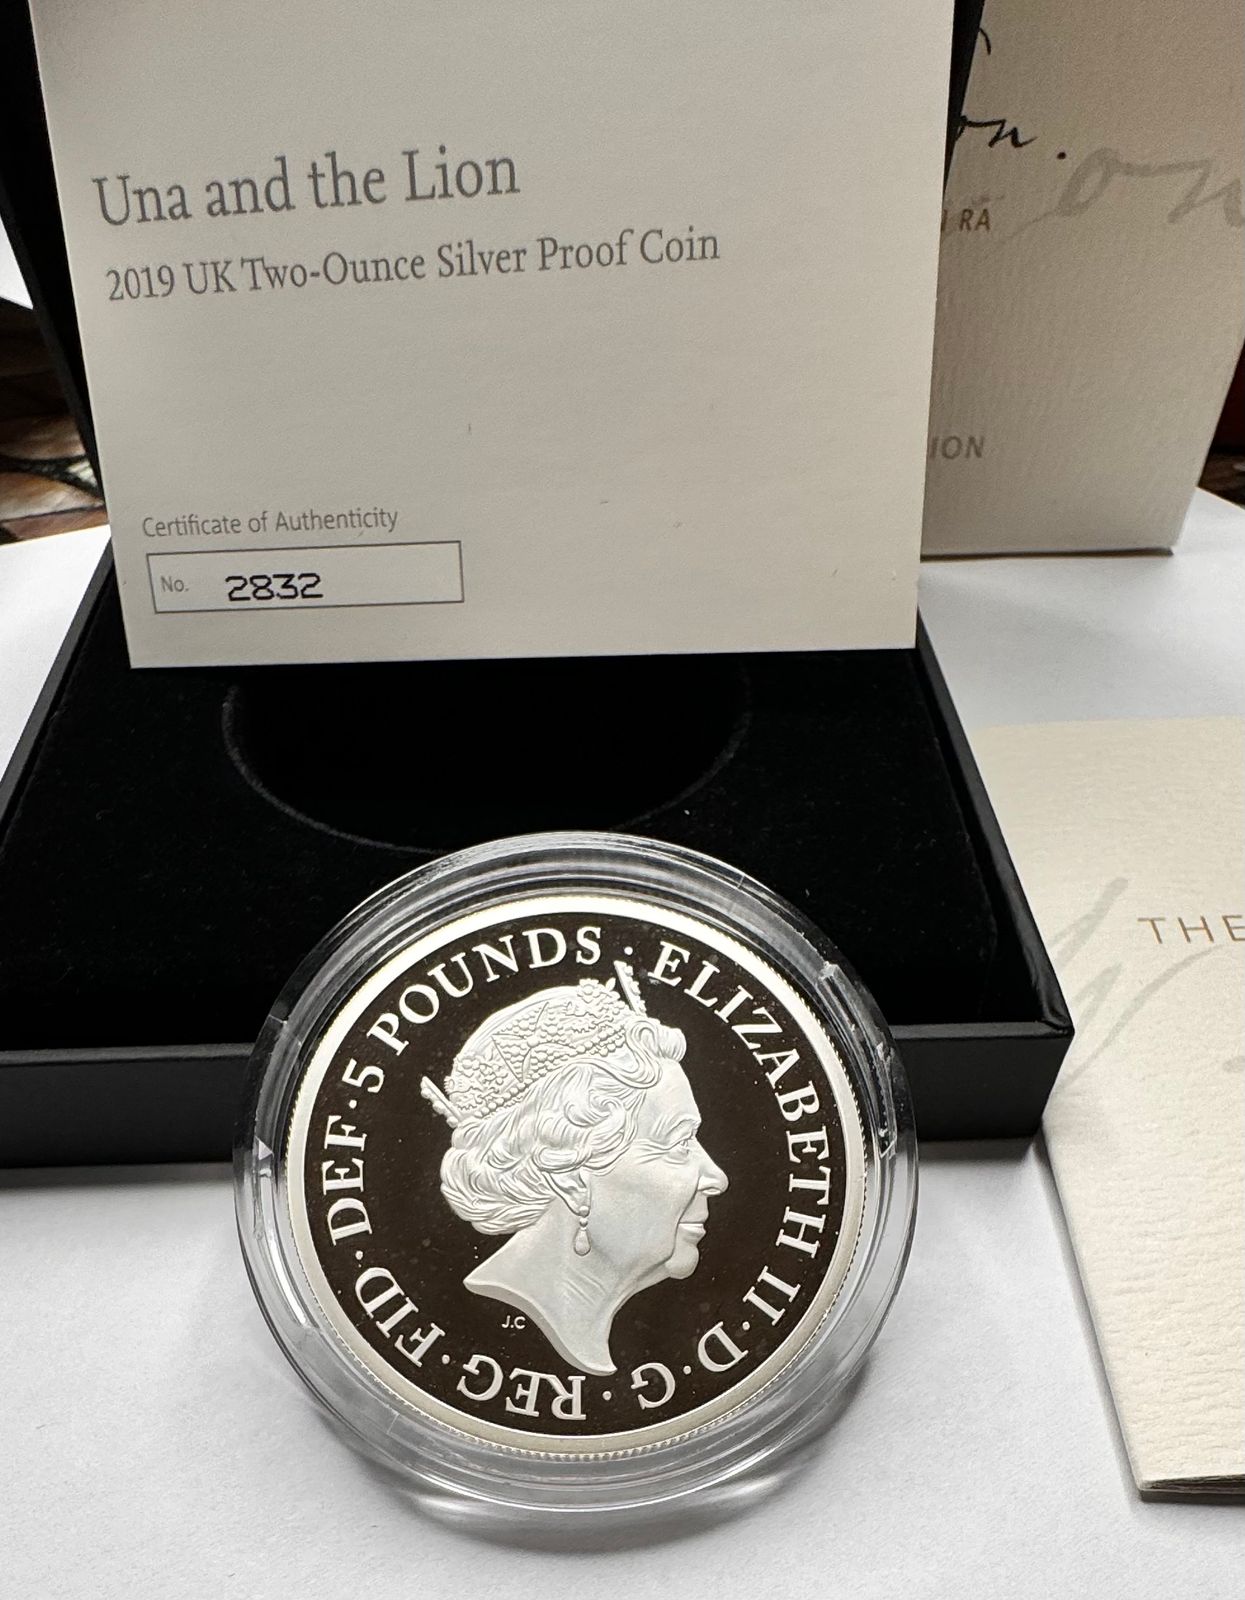 Una and the Lion
2019 UK Two-Ounce Silver Proof Coin
Certificate of Authenticity
No. 2832
RA
THE
ELIZABETH II · D · G · REG · FID · DEF · 5 POUNDS ·
J.C